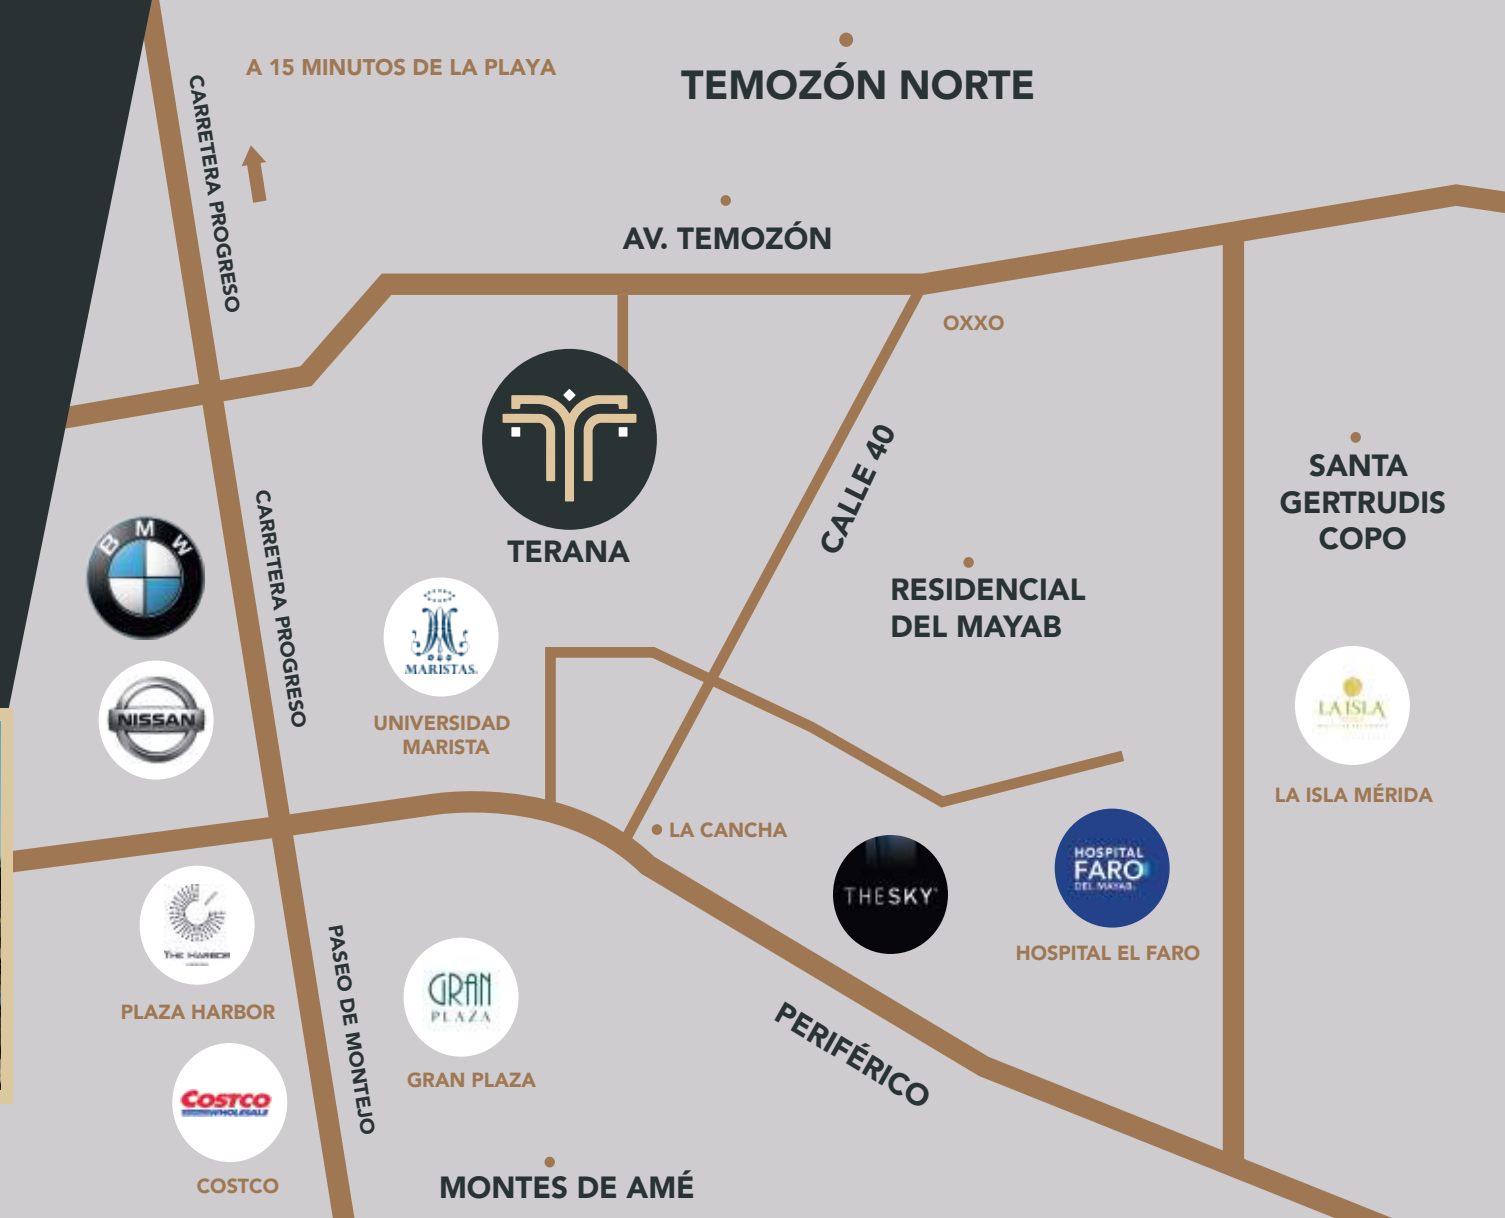 A 15 MINUTOS DE LA PLAYA
TEMOZÓN NORTE
CARRETERA PROGRESO
AV. TEMOZÓN
OXXO
CALLE 40
SANTA
GERTRUDIS
COPO
BMW
CARRETERA PROGRESO
TERANA
RESIDENCIAL
DEL MAYAB
MARISTAS.
NISSAN
UNIVERSIDAD
MARISTA
LA ISLA
LA ISLA MÉRIDA
LA CANCHA
HOSPITAL
FARO
DEL MAYAB.
THE SKY
THE HARBOR
HOSPITAL EL FARO
PLAZA HARBOR
PASEO DE MONTEJO
GRAN
PLAZA
PERIFÉRICO
GRAN PLAZA
COSTCO
WHOLESALE
COSTCO
MONTES DE AMÉ